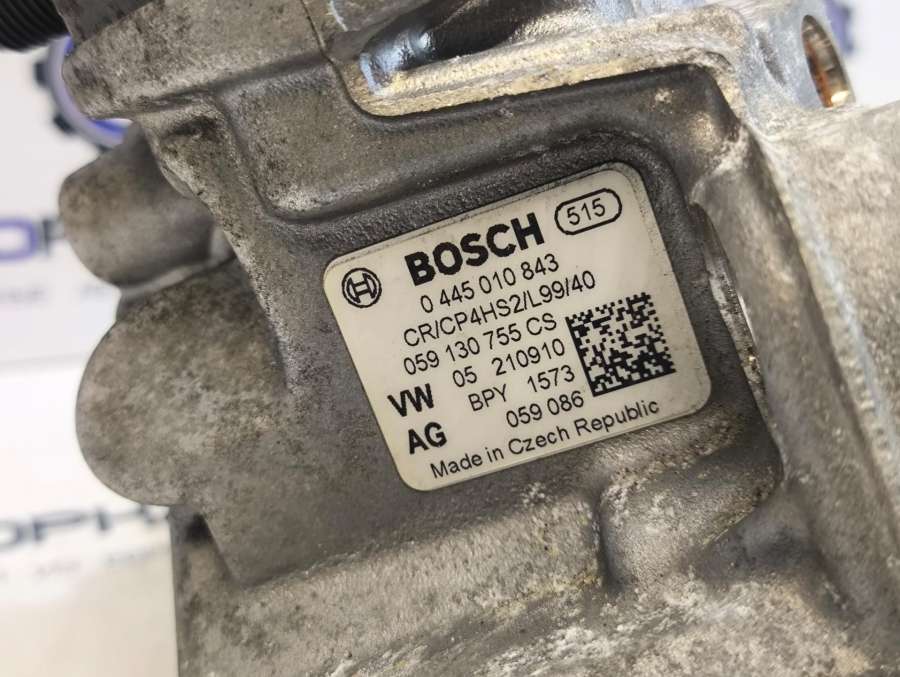 BOSCH 515
0 445 010 843
CR/CP4HS2/L99/40
059 130 755 CS
VW 05 210910
BPY 1573
AG 059 086
Made in Czech Republic